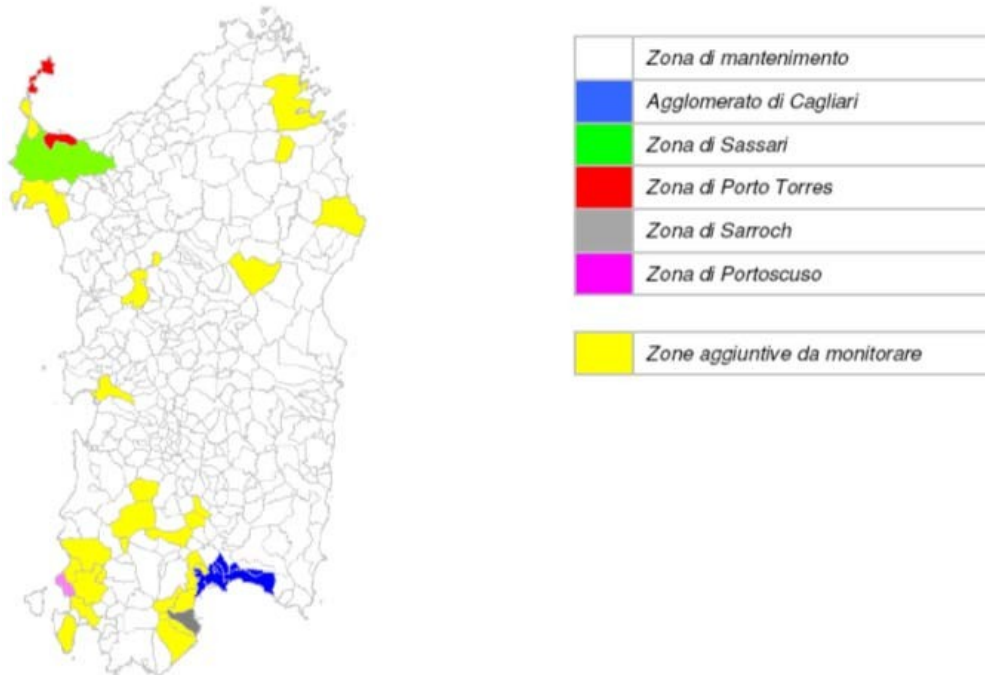 Zona di mantenimento
Agglomerato di Cagliari
Zona di Sassari
Zona di Porto Torres
Zona di Sarroch
Zona di Portoscuso
Zone aggiuntive da monitorare